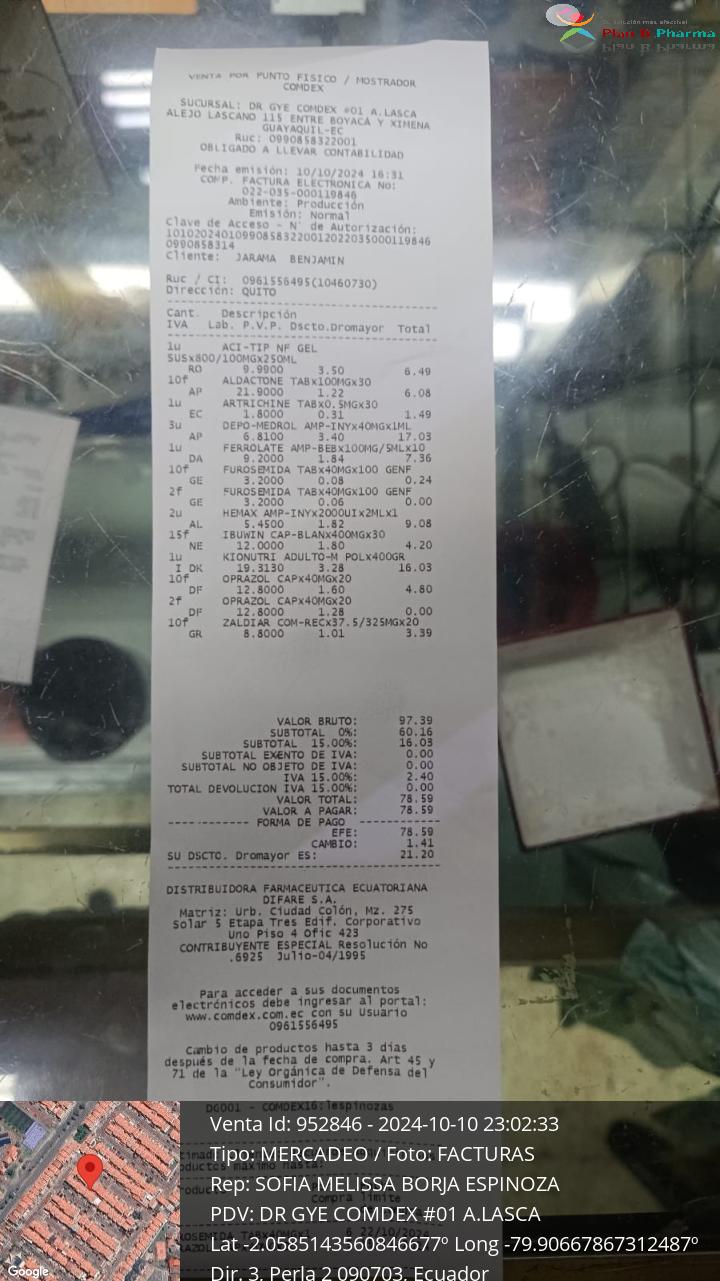 Su solución más efectiva!
Plan B Pharma
VENTA POR PUNTO FISICO / MOSTRADOR
COMDEX
SUCURSAL: DR GYE COMDEX #01 A.LASCA
ALEJO LASCANO 115 ENTRE BOYACÁ Y XIMENA
GUAYAQUIL-EC
Ruc: 0990858322001
OBLIGADO A LLEVAR CONTABILIDAD
Fecha emisión: 10/10/2024 16:31
COMP. FACTURA ELECTRONICA No:
022-035-000119846
Ambiente: Producción
Emisión: Normal
Clave de Acceso - N° de Autorización:
101020240109908583220012022035000119846
0990858314
Cliente: JARAMA BENJAMIN
Ruc / CI: 0961556495(10460730)
Dirección: QUITO
Cant. Descripción
IVA Lab. P.V.P. Dscto.Dromayor Total
1u ACI-TIP NF GEL
SUSx800/100MGx250ML
RO 9.9900 3.50 6.49
10f ALDACTONE TABx100MGx30
AP 21.9000 1.22 6.08
1u ARTRICHINE TABx0.5MGx30
EC 1.8000 0.31 1.49
3u DEPO-MEDROL AMP-INYx40MGx1ML
AP 6.8100 3.40 17.03
1u FERROLATE AMP-BEBx100MG/5MLx10
DA 9.2000 1.84 7.36
10f FUROSEMIDA TABx40MGx100 GENF
GE 3.2000 0.08 0.24
2f FUROSEMIDA TABx40MGx100 GENF
GE 3.2000 0.06 0.00
2u HEMAX AMP-INYx2000UIx2MLx1
AL 5.4500 1.82 9.08
15f IBUWIN CAP-BLANx400MGx30
NE 12.0000 1.80 4.20
1u KIONUTRI ADULTO-M POLx400GR
I DK 19.3130 3.28 16.03
10f OPRAZOL CAPx40MGx20
DF 12.8000 1.60 4.80
2f OPRAZOL CAPx40MGx20
DF 12.8000 1.28 0.00
10f ZALDIAR COM-RECx37.5/325MGx20
GR 8.8000 1.01 3.39
VALOR BRUTO: 97.39
SUBTOTAL 0%: 60.16
SUBTOTAL 15.00%: 16.03
SUBTOTAL EXENTO DE IVA: 0.00
SUBTOTAL NO OBJETO DE IVA: 0.00
IVA 15.00%: 2.40
TOTAL DEVOLUCION IVA 15.00%: 0.00
VALOR TOTAL: 78.59
VALOR A PAGAR: 78.59
----------- FORMA DE PAGO -----------
EFE: 78.59
CAMBIO: 1.41
SU DSCTO. Dromayor ES: 21.20
DISTRIBUIDORA FARMACEUTICA ECUATORIANA
DIFARE S.A.
Matriz: Urb. Ciudad Colón, Mz. 275
Solar 5 Etapa Tres Edif. Corporativo
Uno Piso 4 Ofic 423
CONTRIBUYENTE ESPECIAL Resolución No
.6925 Julio-04/1995
Para acceder a sus documentos
electrónicos debe ingresar al portal:
www.comdex.com.ec con su Usuario
0961556495
Cambio de productos hasta 3 días
después de la fecha de compra. Art 45 y
71 de la "Ley Orgánica de Defensa del
Consumidor".
DG001 - COMDEX16:lespinozas
Venta Id: 952846 - 2024-10-10 23:02:33
Tipo: MERCADEO / Foto: FACTURAS
Rep: SOFIA MELISSA BORJA ESPINOZA
PDV: DR GYE COMDEX #01 A.LASCA
Lat -2.0585143560846677º Long -79.90667867312487º
Dir. 3, Perla 2 090703, Ecuador
Compra límite
22/10/2024
Google